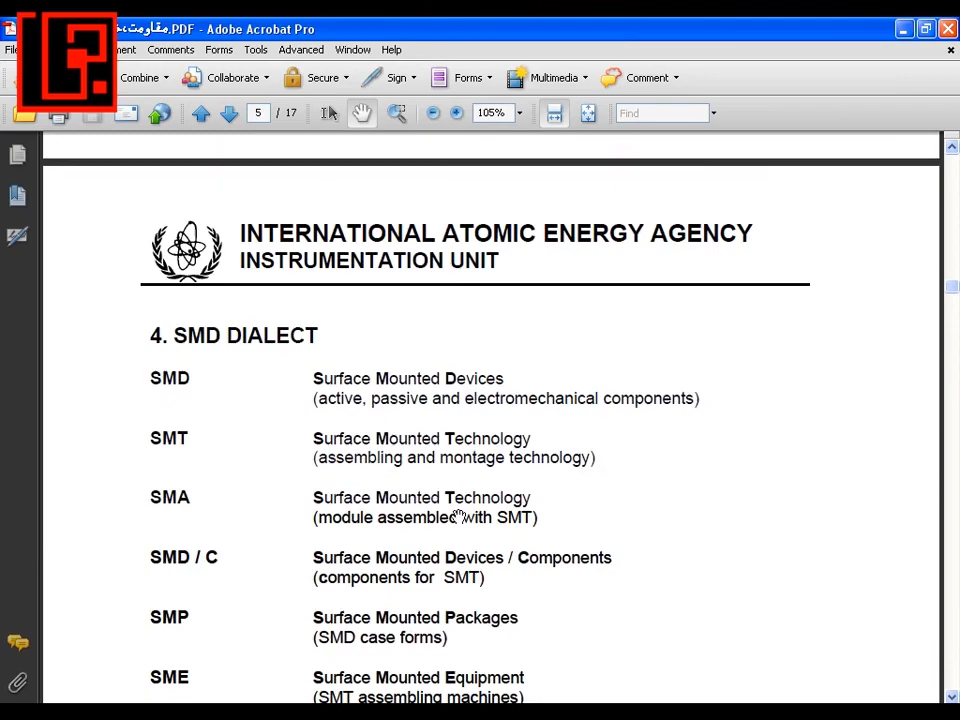 مقاومت،خ.PDF - Adobe Acrobat Pro
ment Comments Forms Tools Advanced Window Help
Combine Collaborate Secure Sign Forms Multimedia Comment
5 / 17 105% Find
INTERNATIONAL ATOMIC ENERGY AGENCY
INSTRUMENTATION UNIT
4. SMD DIALECT
SMD Surface Mounted Devices
(active, passive and electromechanical components)
SMT Surface Mounted Technology
(assembling and montage technology)
SMA Surface Mounted Technology
(module assembled with SMT)
SMD / C Surface Mounted Devices / Components
(components for SMT)
SMP Surface Mounted Packages
(SMD case forms)
SME Surface Mounted Equipment
(SMT assembling machines)